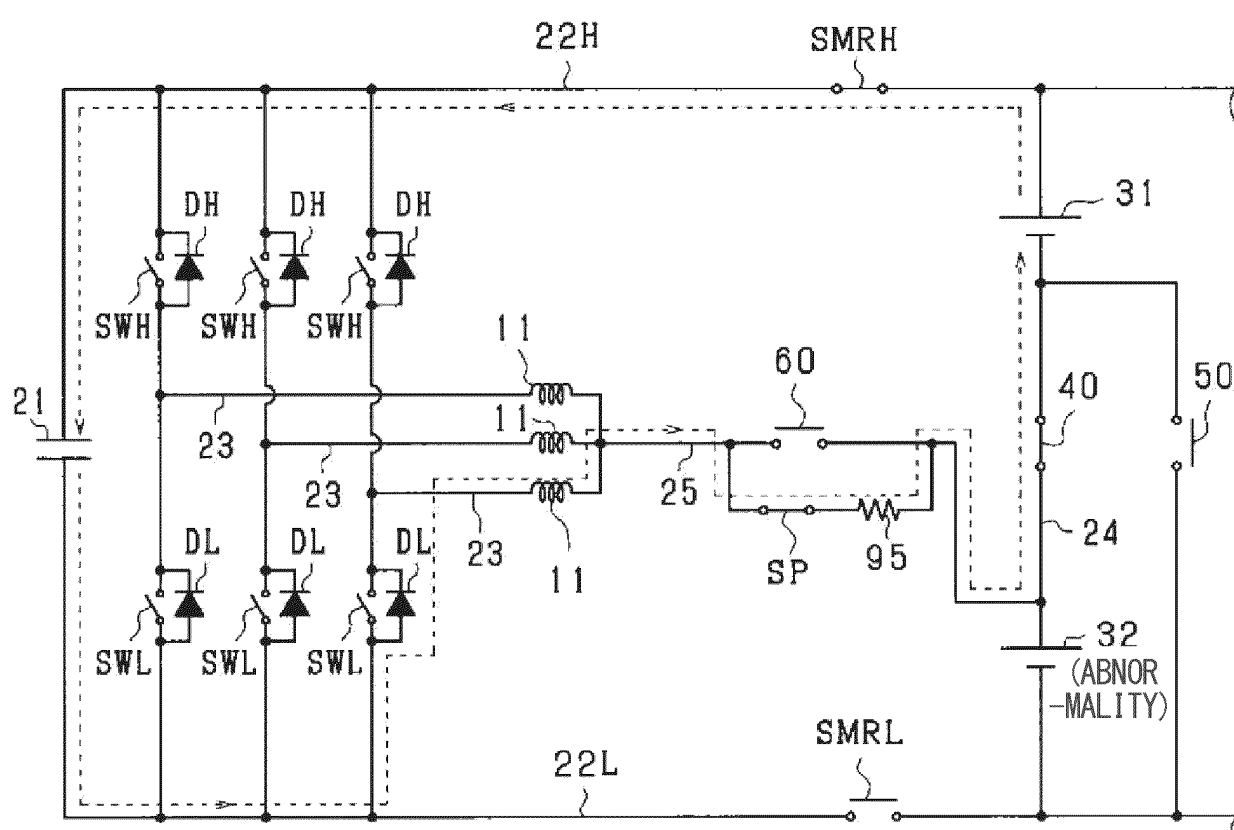 22H
SMRH
31
DH
DH
DH
SWH
SWH
SWH
11
60
21
11
40
50
23
23
25
24
23
11
SP
95
DL
DL
DL
SWL
SWL
SWL
32
(ABNOR
-MALITY)
22L
SMRL